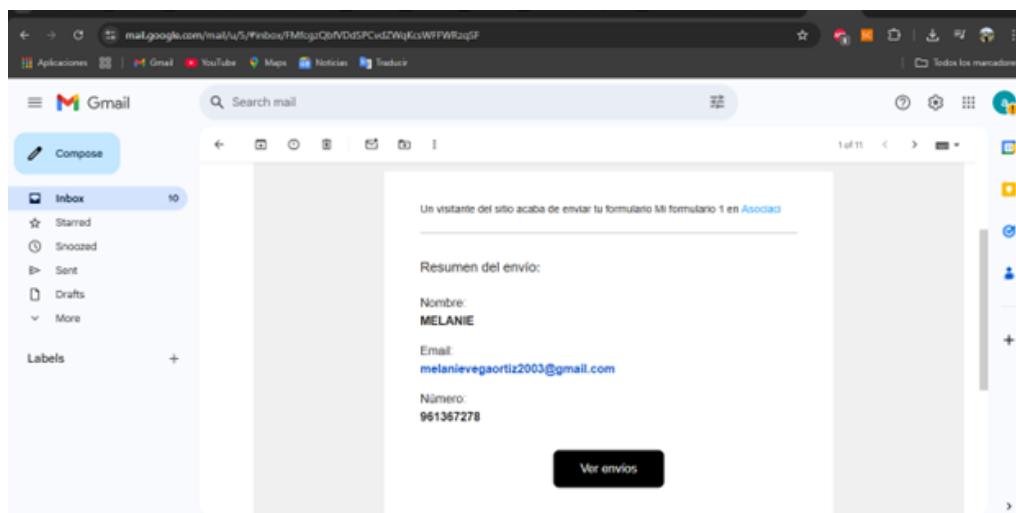 mail.google.com/mail/u/5/#inbox/FMfcgzQbfVDdSPCvdZWqKcsWFFWRzqSF
Aplicaciones
Gmail
YouTube
Maps
Noticias
Traducir
Todos los marcadores
Gmail
Search mail
Compose
1 of 11
Inbox 10
Starred
Snoozed
Sent
Drafts
More
Labels
Un visitante del sitio acaba de enviar tu formulario Mi formulario 1 en Asociaci
Resumen del envío:
Nombre:
MELANIE
Email:
melanievegaortiz2003@gmail.com
Número:
961367278
Ver envíos